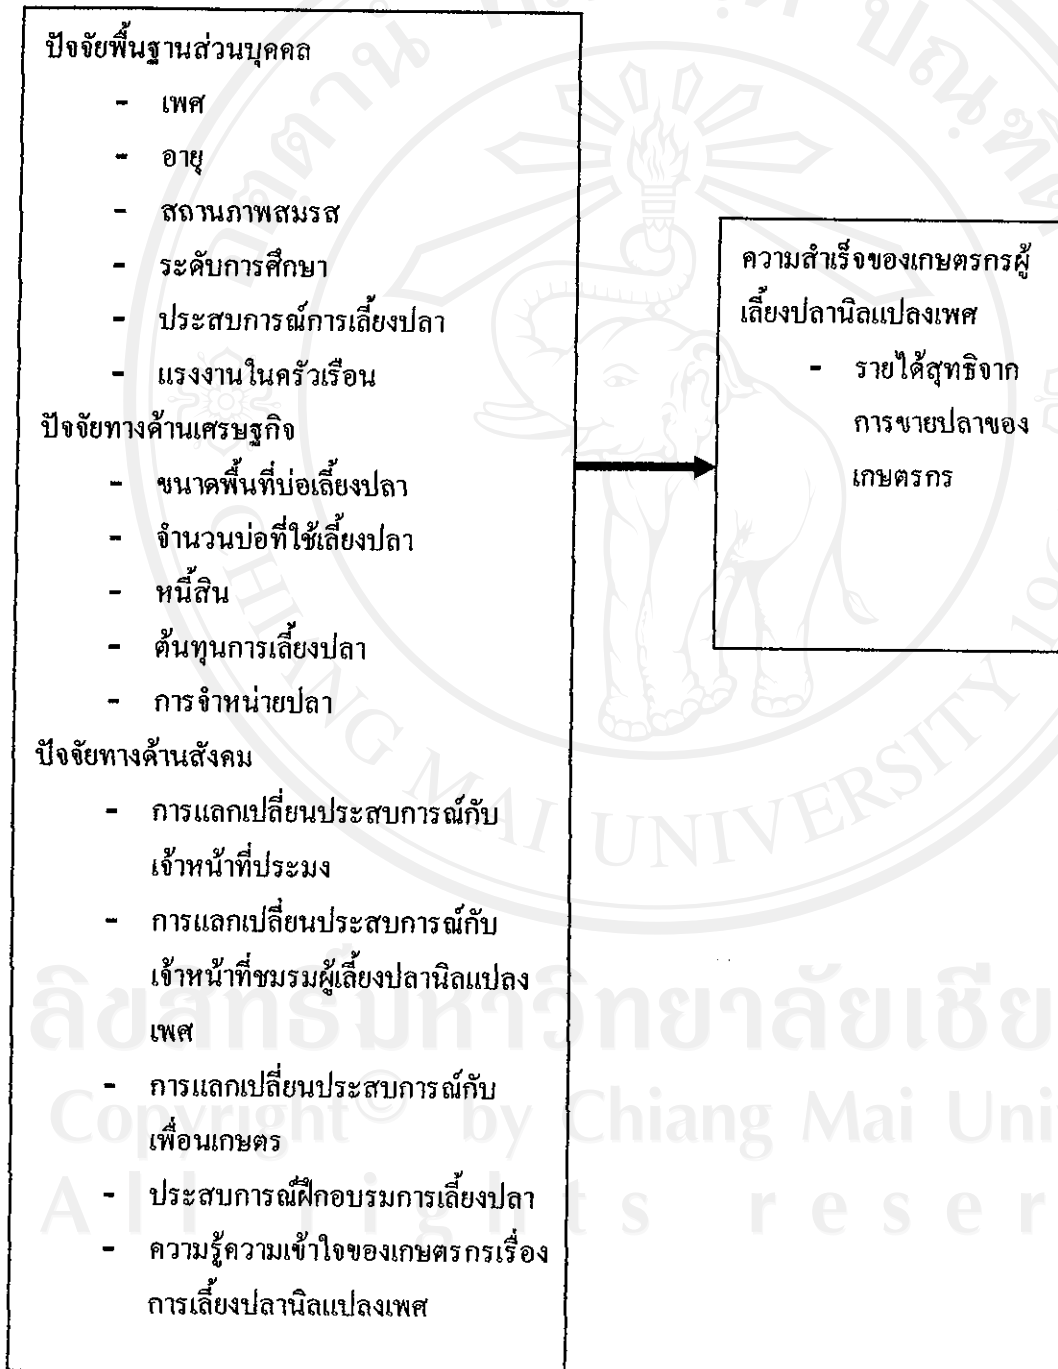 ปัจจัยพื้นฐานส่วนบุคคล
- เพศ
- อายุ
- สถานภาพสมรส
- ระดับการศึกษา
- ประสบการณ์การเลี้ยงปลา
- แรงงานในครัวเรือน
ปัจจัยทางด้านเศรษฐกิจ
- ขนาดพื้นที่บ่อเลี้ยงปลา
- จำนวนบ่อที่ใช้เลี้ยงปลา
- หนี้สิน
- ต้นทุนการเลี้ยงปลา
- การจำหน่ายปลา
ปัจจัยทางด้านสังคม
- การแลกเปลี่ยนประสบการณ์กับ
เจ้าหน้าที่ประมง
- การแลกเปลี่ยนประสบการณ์กับ
เจ้าหน้าที่ชมรมผู้เลี้ยงปลานิลแปลง
เพศ
- การแลกเปลี่ยนประสบการณ์กับ
เพื่อนเกษตร
- ประสบการณ์ฝึกอบรมการเลี้ยงปลา
- ความรู้ความเข้าใจของเกษตรกรเรื่อง
การเลี้ยงปลานิลแปลงเพศ
ความสำเร็จของเกษตรกรผู้
เลี้ยงปลานิลแปลงเพศ
- รายได้สุทธิจาก
การขายปลาของ
เกษตรกร
CHIANG MAI UNIVERSITY
ลิขสิทธิ์มหาวิทยาลัยเชีย
Copyright© by Chiang Mai Uni
All rights reser